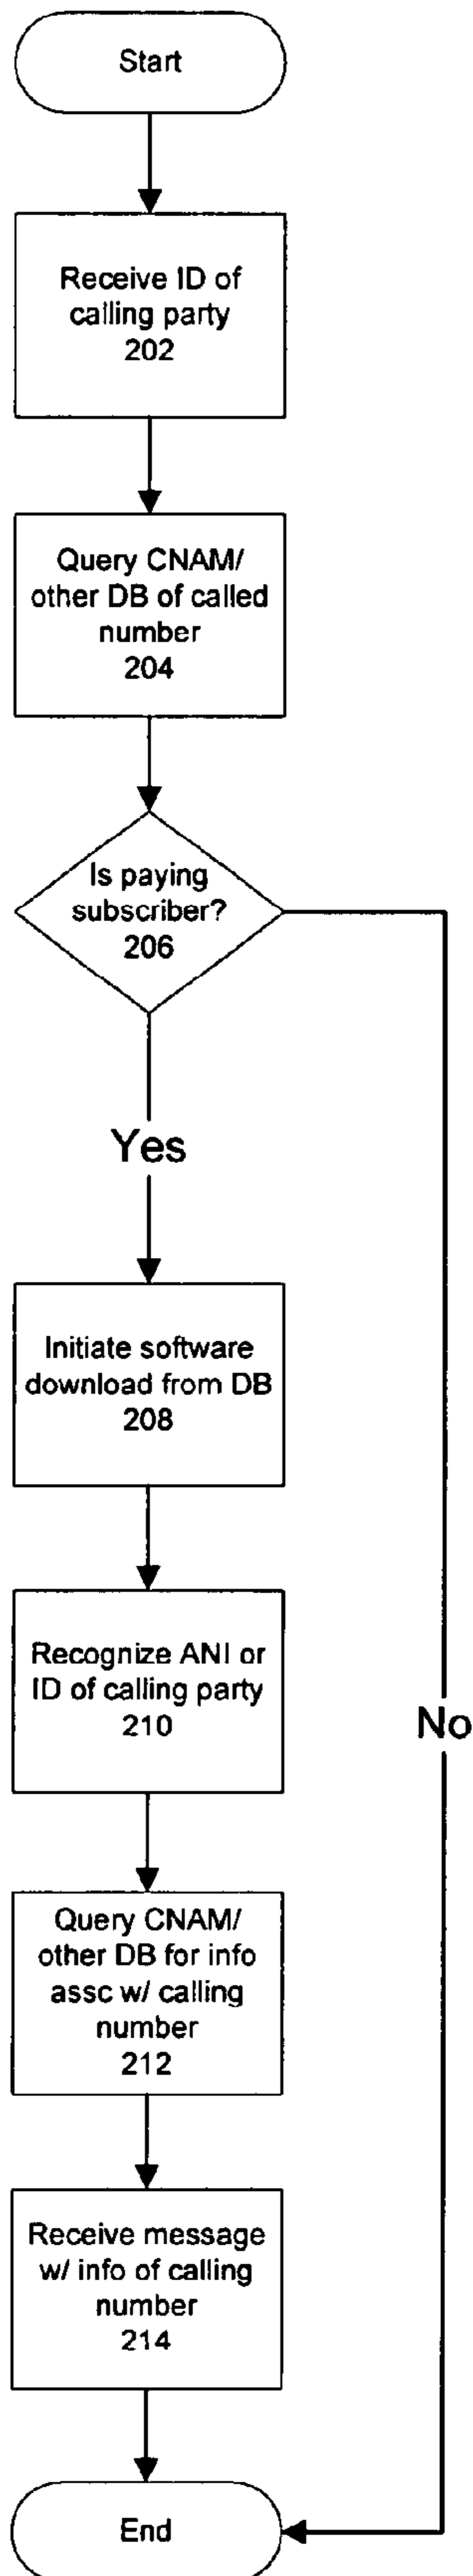 Start
Receive ID of
calling party
202
Query CNAM/
other DB of called
number
204
Is paying
subscriber?
206
Yes
Initiate software
download from DB
208
Recognize ANI or
ID of calling party
210
No
Query CNAM/
other DB for info
assc w/ calling
number
212
Receive message
w/ info of calling
number
214
End